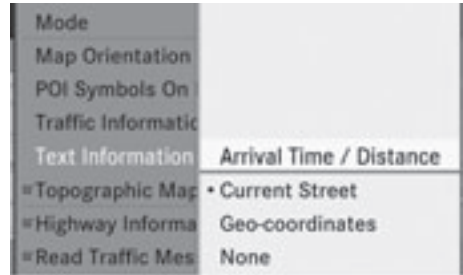 Mode
Map Orientation
POI Symbols On
Traffic Informatic
Text Information
Topographic Map
Highway Informa
Read Traffic Mes
Arrival Time / Distance
• Current Street
Geo-coordinates
None